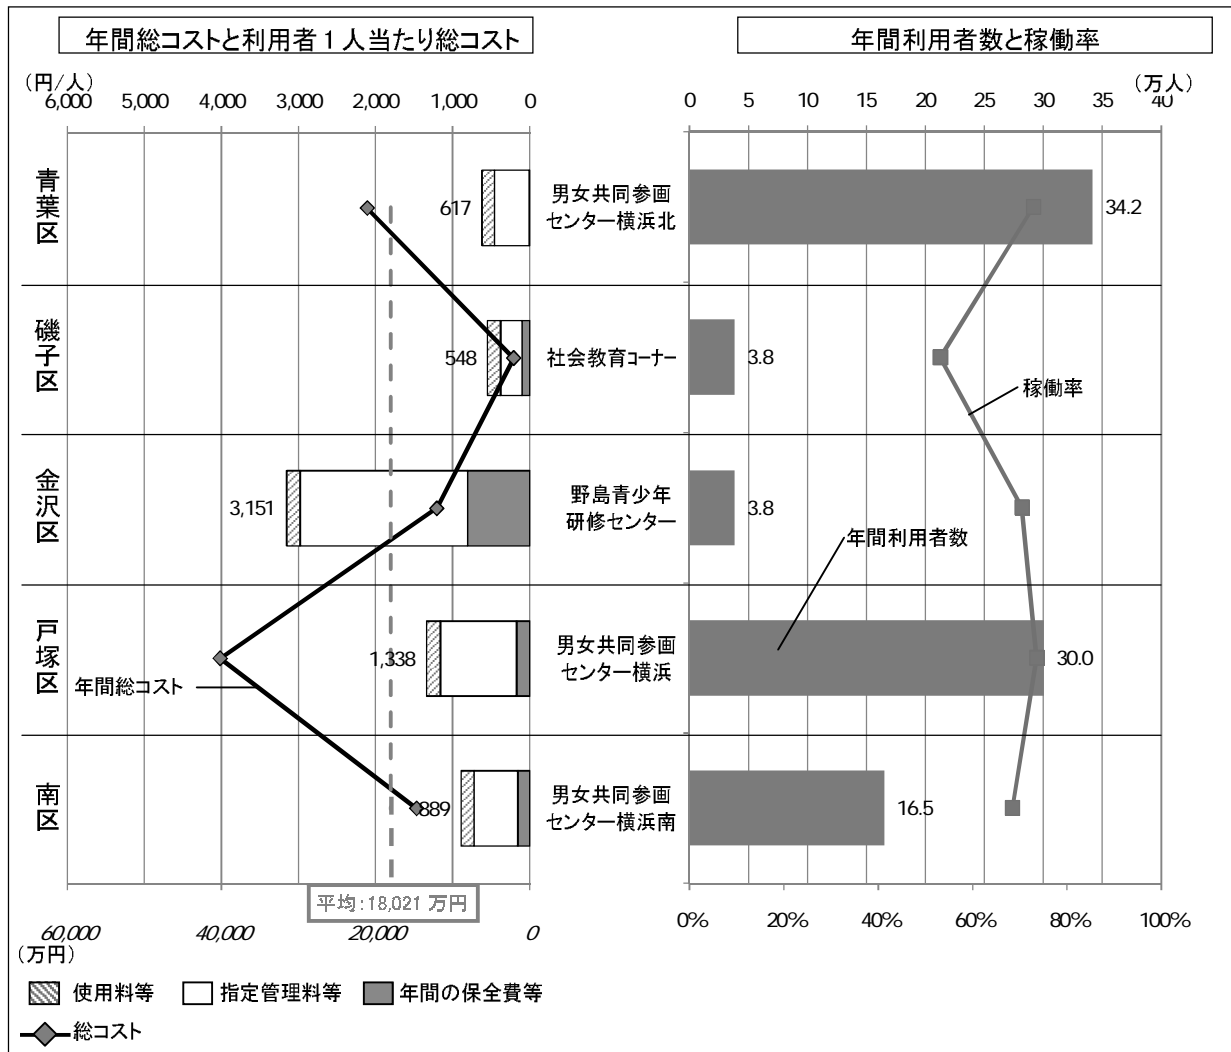 年間総コストと利用者1人当たり総コスト
年間利用者数と稼働率
(円/人)
6,000 5,000 4,000 3,000 2,000 1,000 0
(万人)
0 5 10 15 20 25 30 35 40
青葉区
617
男女共同参画
センター横浜北
34.2
磯子区
548
社会教育コーナー
3.8
稼働率
金沢区
3,151
野島青少年
研修センター
3.8
年間利用者数
戸塚区
1,338
男女共同参画
センター横浜
30.0
年間総コスト
南区
889
男女共同参画
センター横浜南
16.5
平均:18,021 万円
60,000 40,000 20,000 0
(万円)
0% 20% 40% 60% 80% 100%
使用料等 指定管理料等 年間の保全費等
総コスト